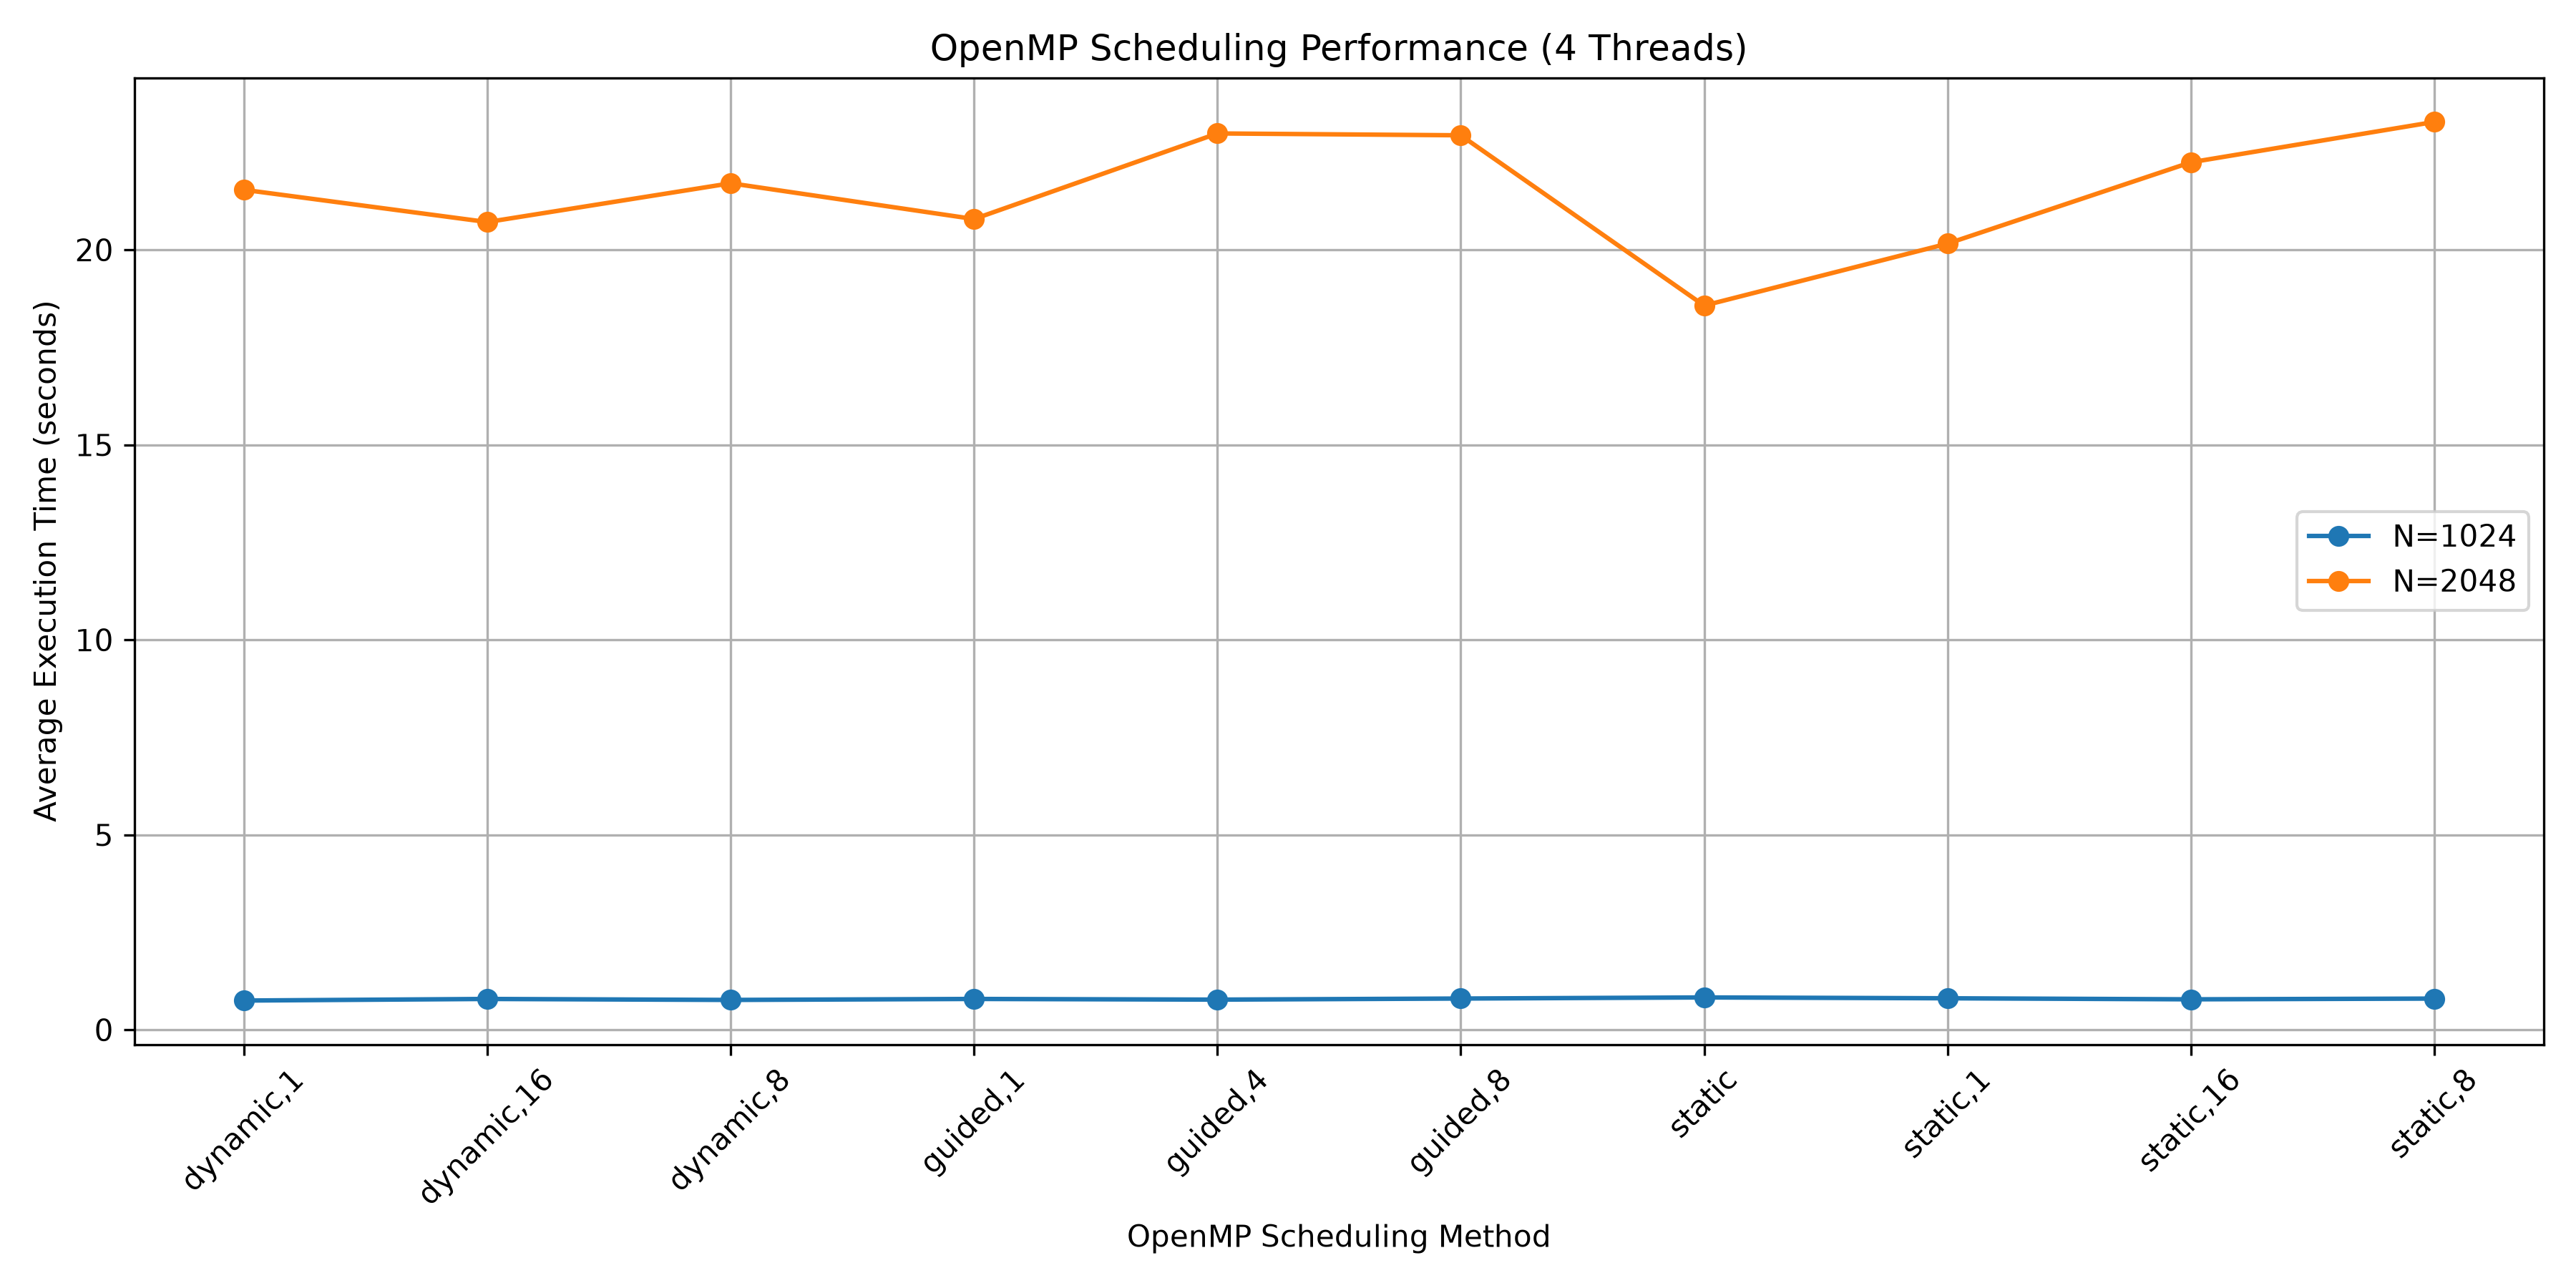 OpenMP Scheduling Performance (4 Threads)
Average Execution Time (seconds)
20
15
10
5
0
N=1024
N=2048
dynamic,1
dynamic,16
dynamic,8
guided,1
guided,4
guided,8
static
static,1
static,16
static,8
OpenMP Scheduling Method